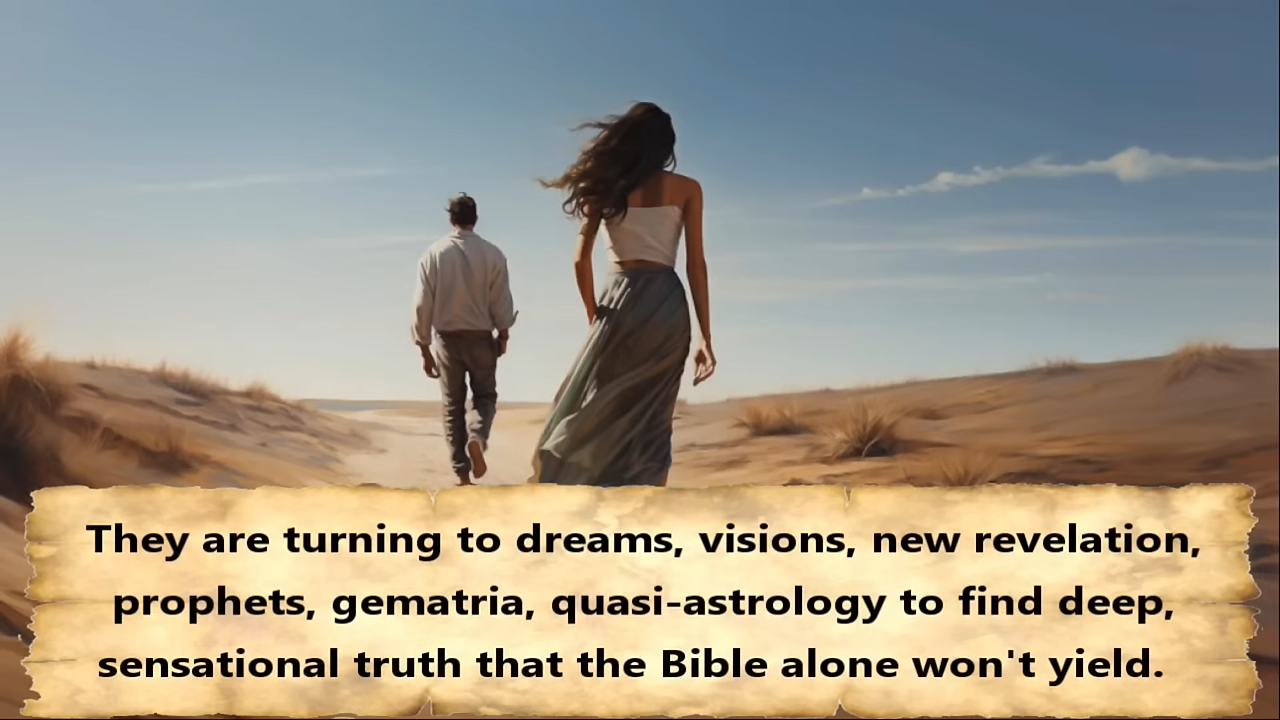 They are turning to dreams, visions, new revelation,
prophets, gematria, quasi-astrology to find deep,
sensational truth that the Bible alone won't yield.